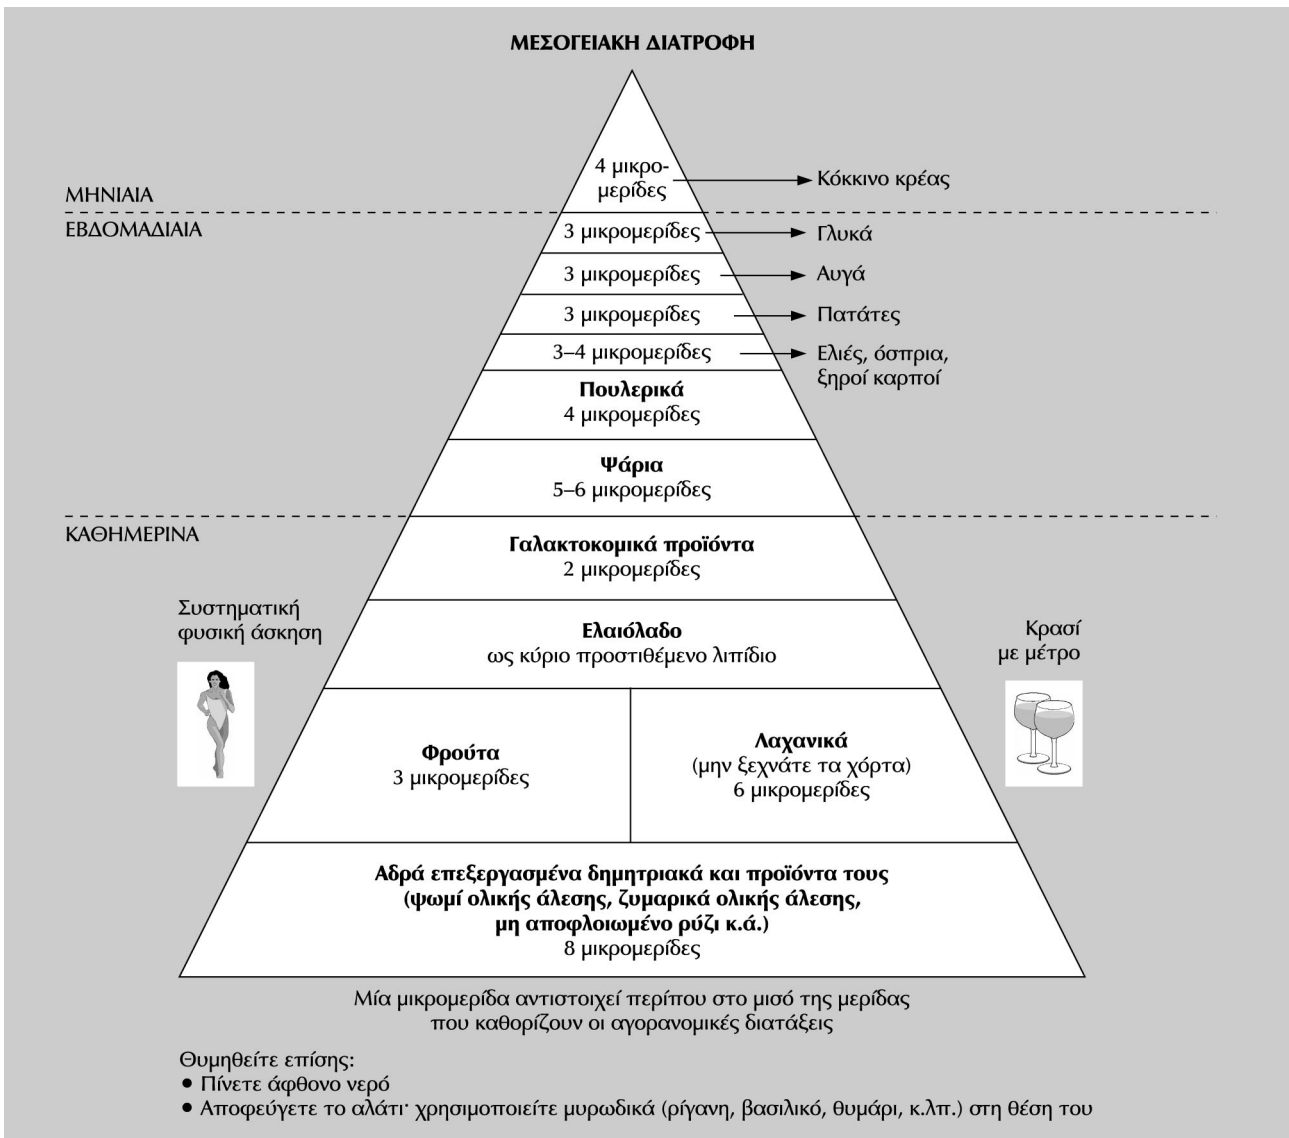 ΜΕΣΟΓΕΙΑΚΗ ΔΙΑΤΡΟΦΗ
4 μικρο-
μερίδες
Κόκκινο κρέας
ΜΗΝΙΑΙΑ
ΕΒΔΟΜΑΔΙΑΙΑ
3 μικρομερίδες
Γλυκά
3 μικρομερίδες
Αυγά
3 μικρομερίδες
Πατάτες
3–4 μικρομερίδες
Ελιές, όσπρια,
ξηροί καρποί
Πουλερικά
4 μικρομερίδες
Ψάρια
5–6 μικρομερίδες
ΚΑΘΗΜΕΡΙΝΑ
Γαλακτοκομικά προϊόντα
2 μικρομερίδες
Συστηματική
φυσική άσκηση
Ελαιόλαδο
ως κύριο προστιθέμενο λιπίδιο
Κρασί
με μέτρο
Φρούτα
3 μικρομερίδες
Λαχανικά
(μην ξεχνάτε τα χόρτα)
6 μικρομερίδες
Αδρά επεξεργασμένα δημητριακά και προϊόντα τους
(ψωμί ολικής άλεσης, ζυμαρικά ολικής άλεσης,
μη αποφλοιωμένο ρύζι κ.ά.)
8 μικρομερίδες
Μία μικρομερίδα αντιστοιχεί περίπου στο μισό της μερίδας
που καθορίζουν οι αγορανομικές διατάξεις
Θυμηθείτε επίσης:
• Πίνετε άφθονο νερό
• Αποφεύγετε το αλάτι· χρησιμοποιείτε μυρωδικά (ρίγανη, βασιλικό, θυμάρι, κ.λπ.) στη θέση του